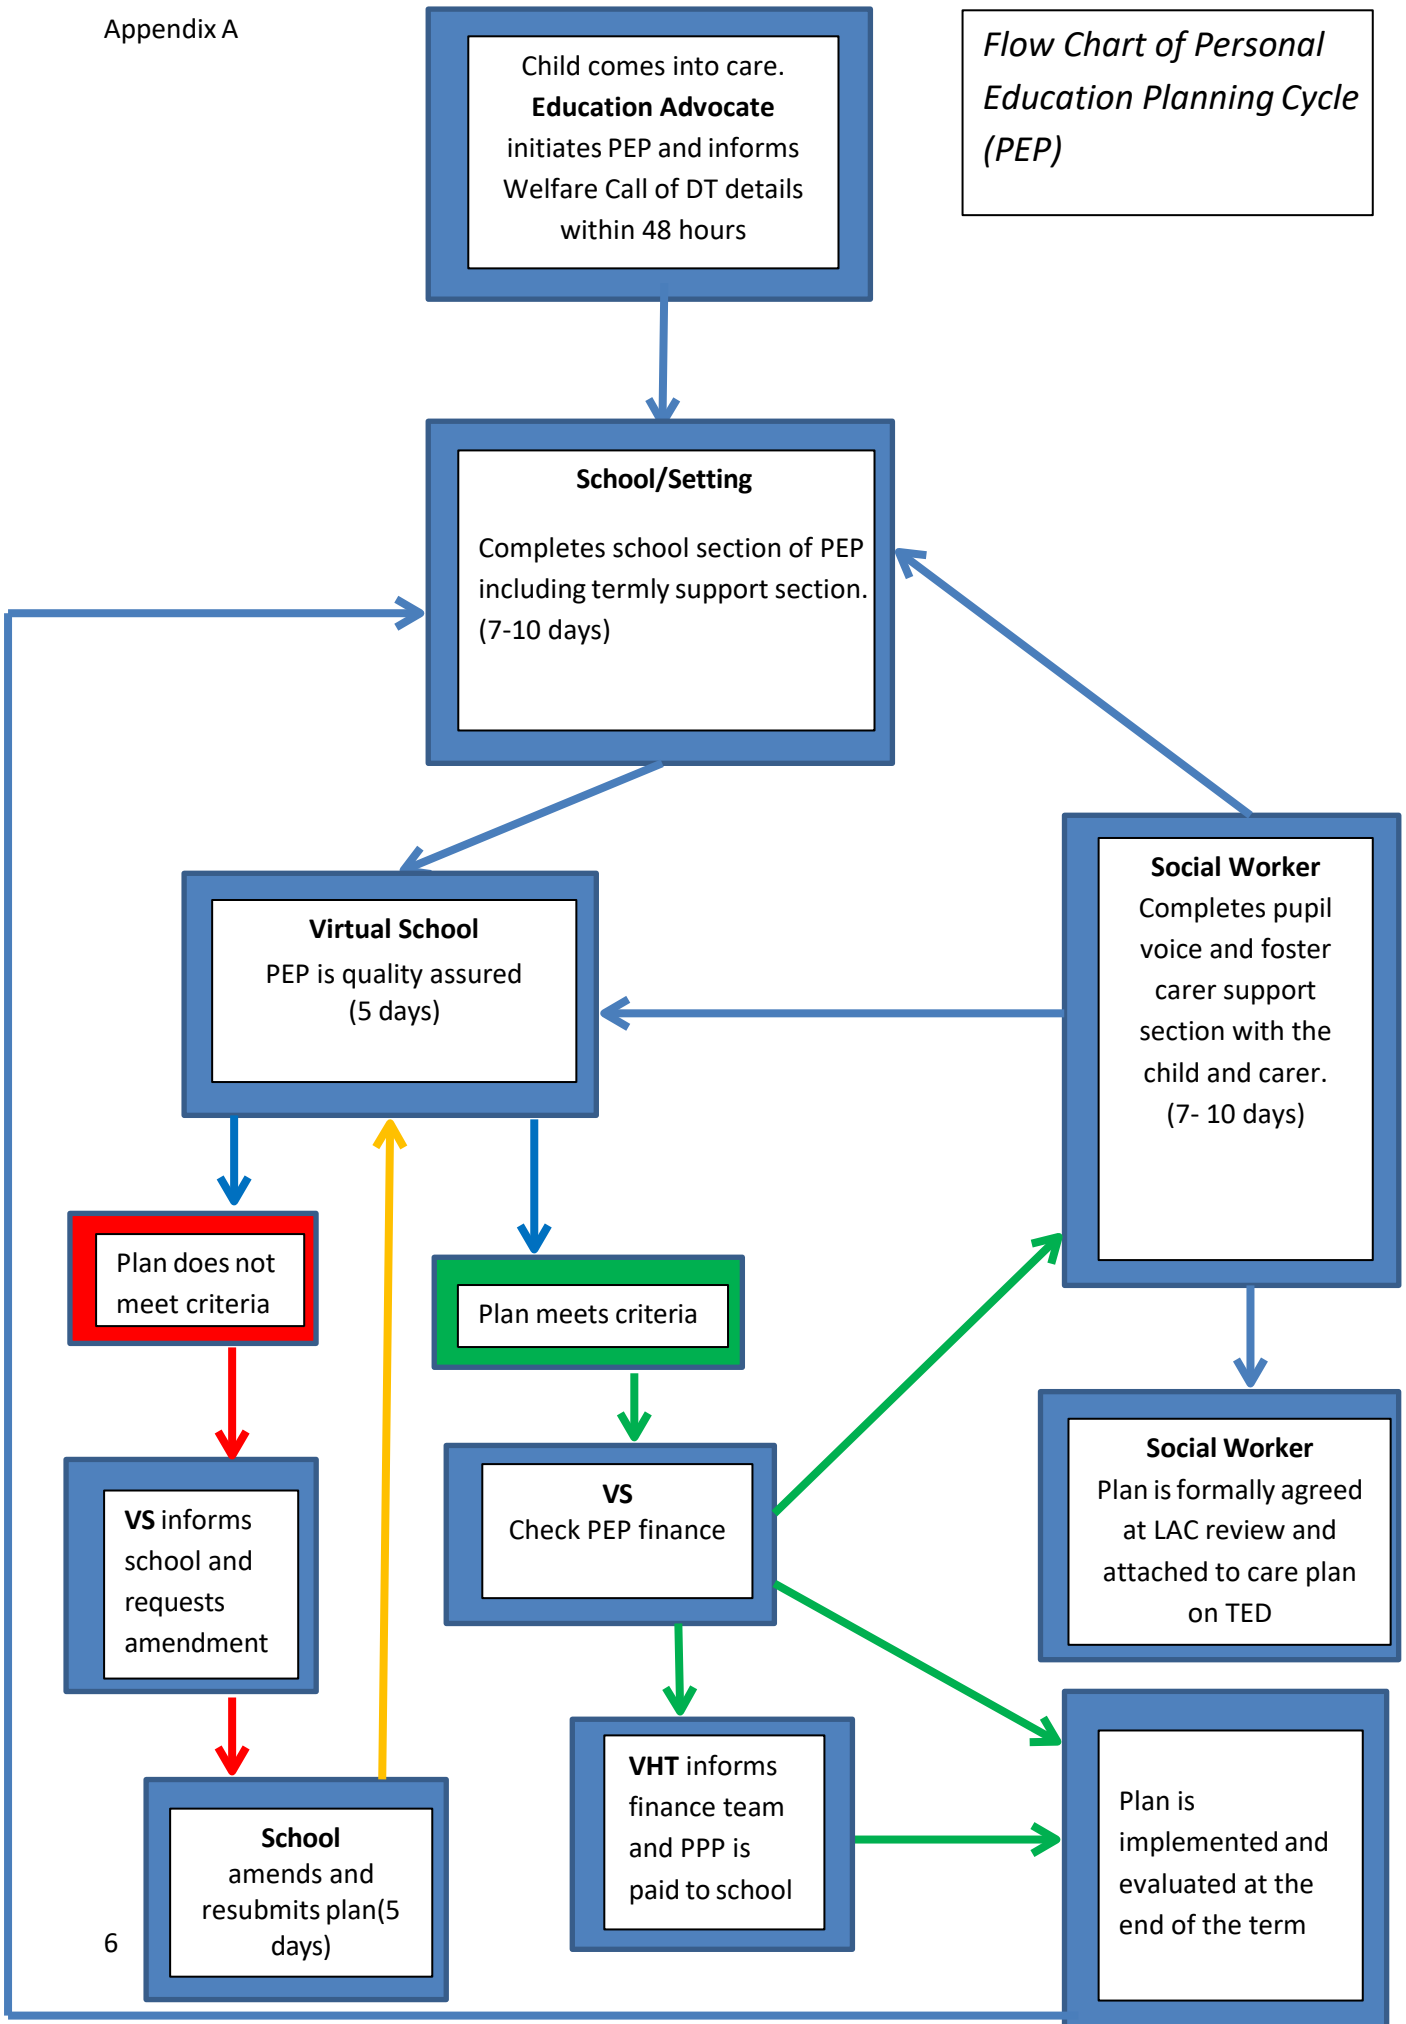 Appendix A
Flow Chart of Personal
Education Planning Cycle
(PEP)
Child comes into care.
Education Advocate
initiates PEP and informs
Welfare Call of DT details
within 48 hours
School/Setting
Completes school section of PEP
including termly support section.
(7-10 days)
Virtual School
PEP is quality assured
(5 days)
Social Worker
Completes pupil
voice and foster
carer support
section with the
child and carer.
(7- 10 days)
Plan does not
meet criteria
Plan meets criteria
Social Worker
Plan is formally agreed
at LAC review and
attached to care plan
on TED
VS informs
school and
requests
amendment
VS
Check PEP finance
VHT informs
finance team
and PPP is
paid to school
Plan is
implemented and
evaluated at the
end of the term
School
amends and
resubmits plan(5
days)
6